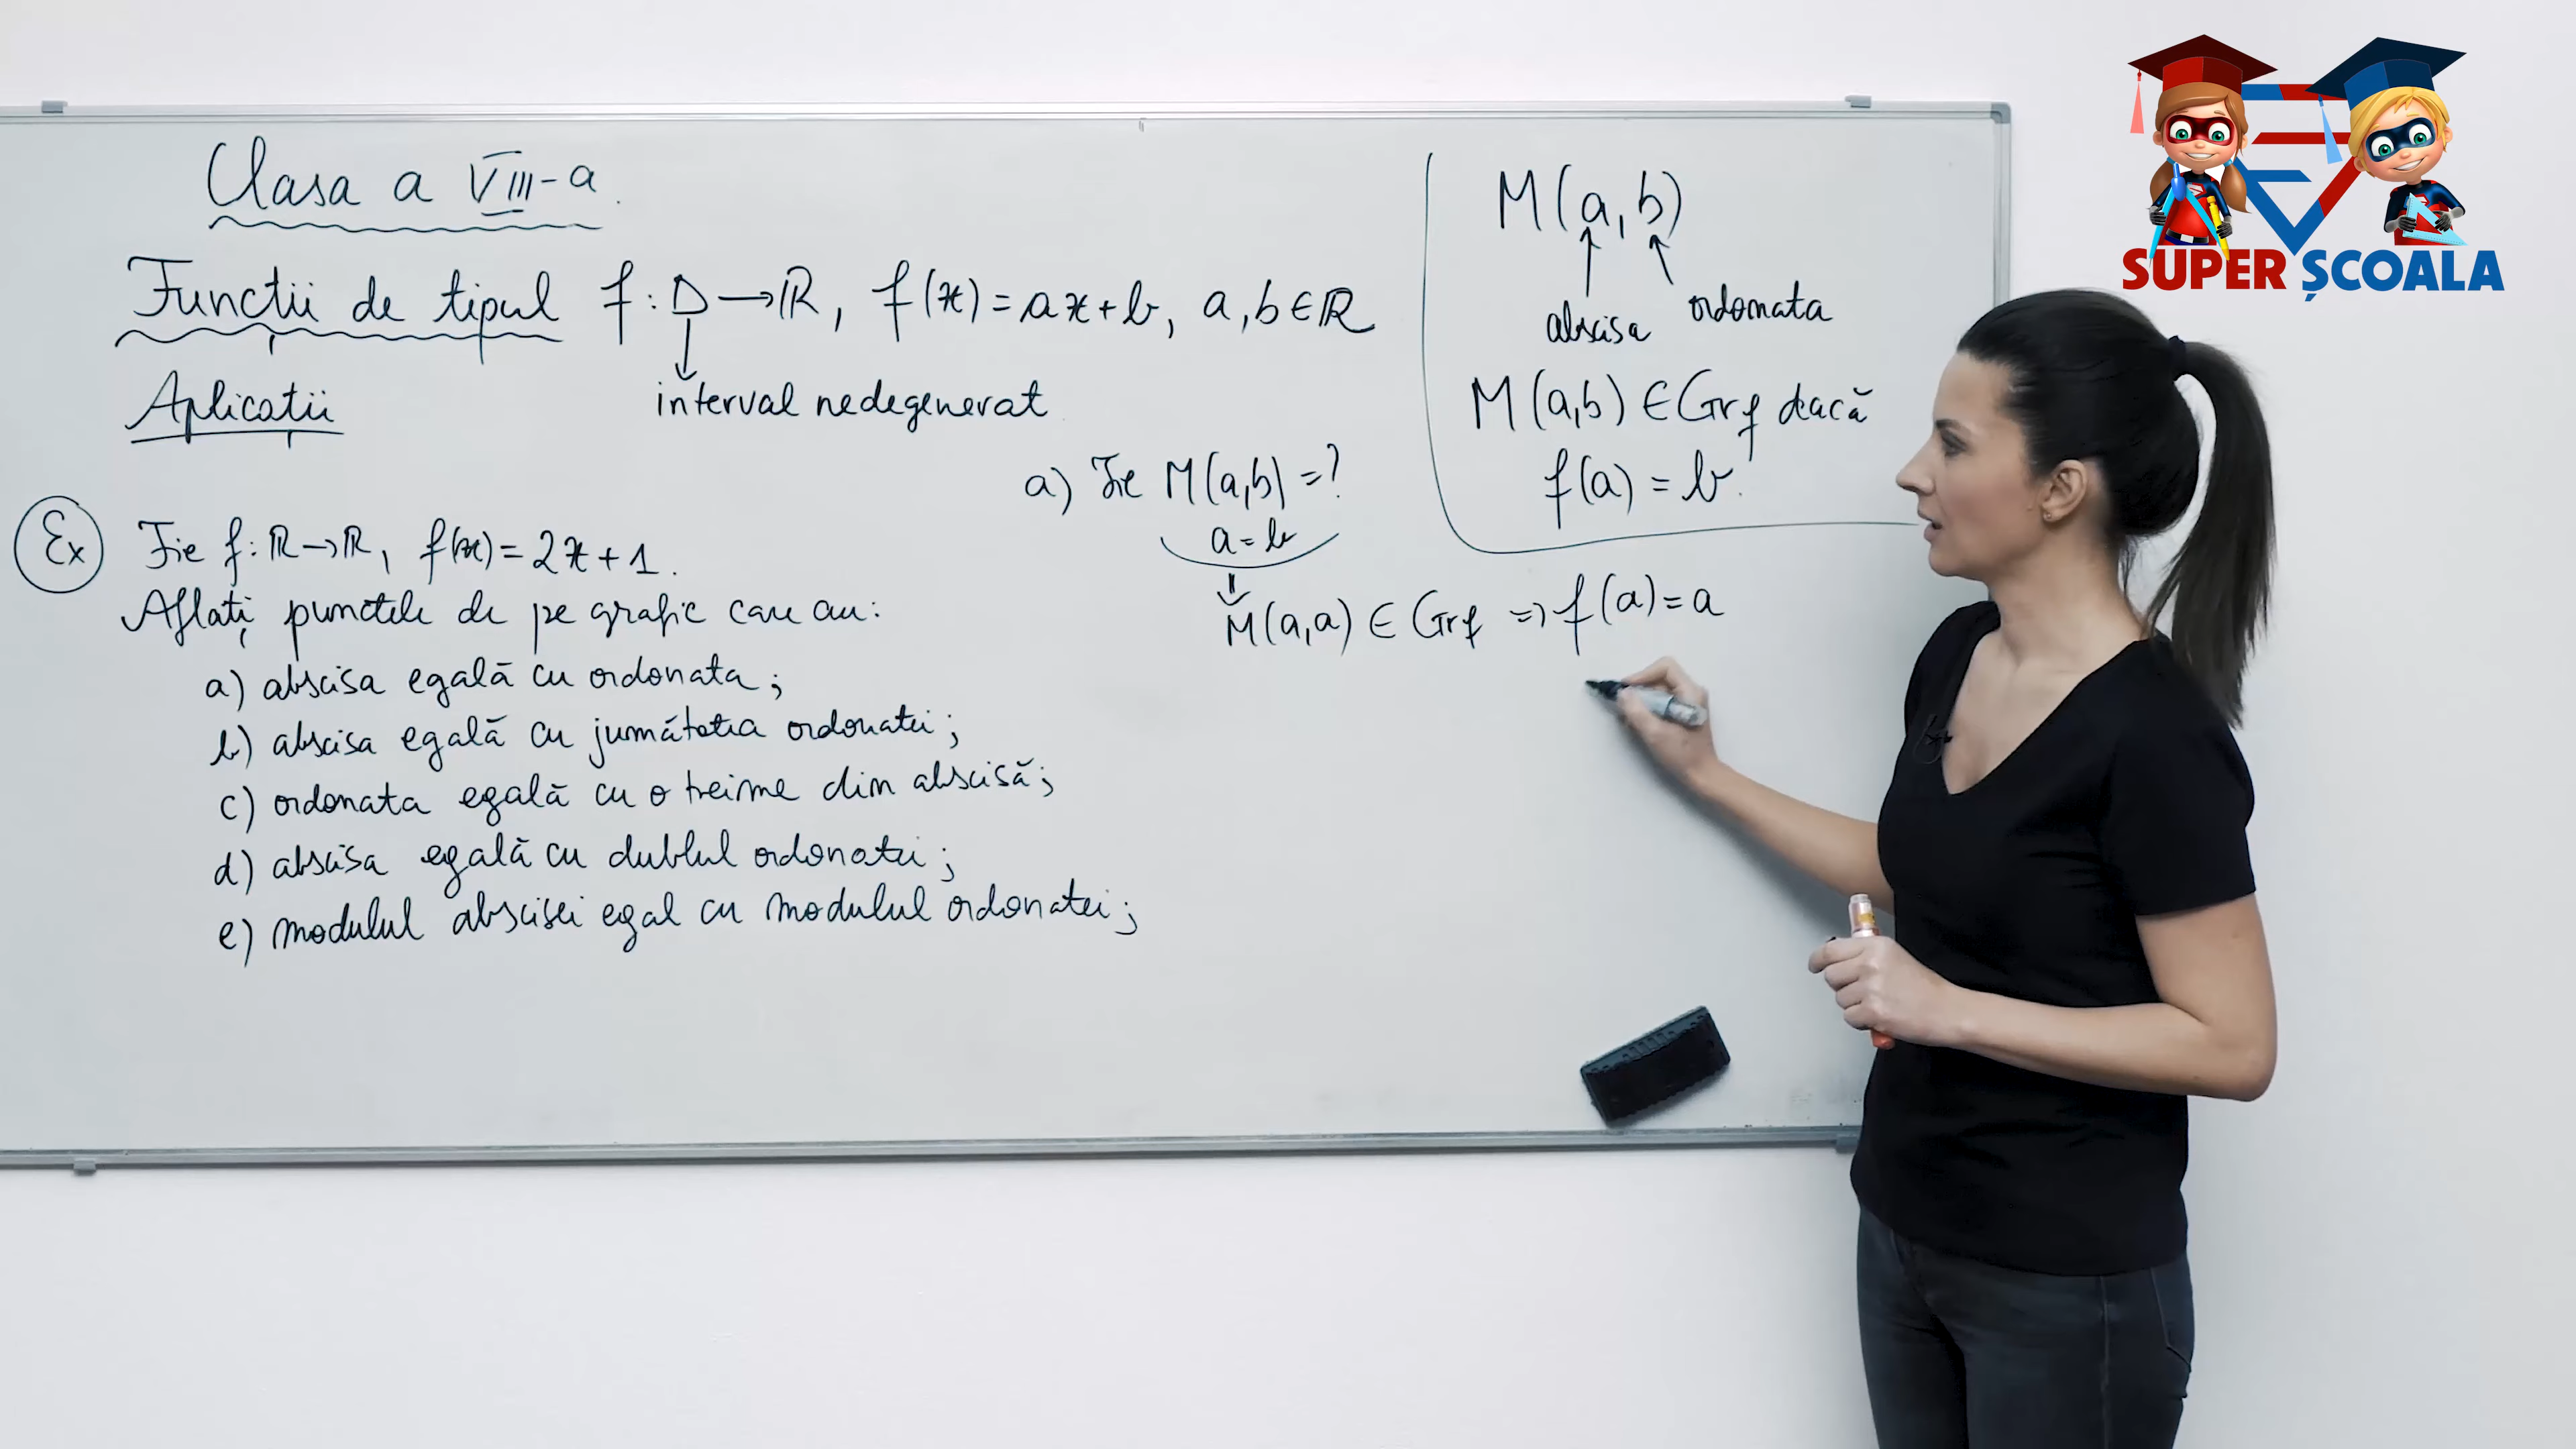 Clasa a VIII-a.
Funcții de tipul f: D → ℝ, f(x) = ax + b, a, b ∈ ℝ
interval nedegenerat
Aplicații
Ex Fie f: ℝ → ℝ, f(x) = 2x + 1.
Aflați punctele de pe grafic care au:
a) abscisa egală cu ordonata;
b) abscisa egală cu jumătatea ordonatei;
c) ordonata egală cu o treime din abscisă;
d) abscisa egală cu dublul ordonatei;
e) modulul abscisei egal cu modulul ordonatei;
M(a, b)
abscisa ordonata
M(a,b) ∈ Grf dacă
f(a) = b.
a) Fie M(a,b) = ?
a = b
M(a,a) ∈ Grf => f(a) = a
SUPER ȘCOALA